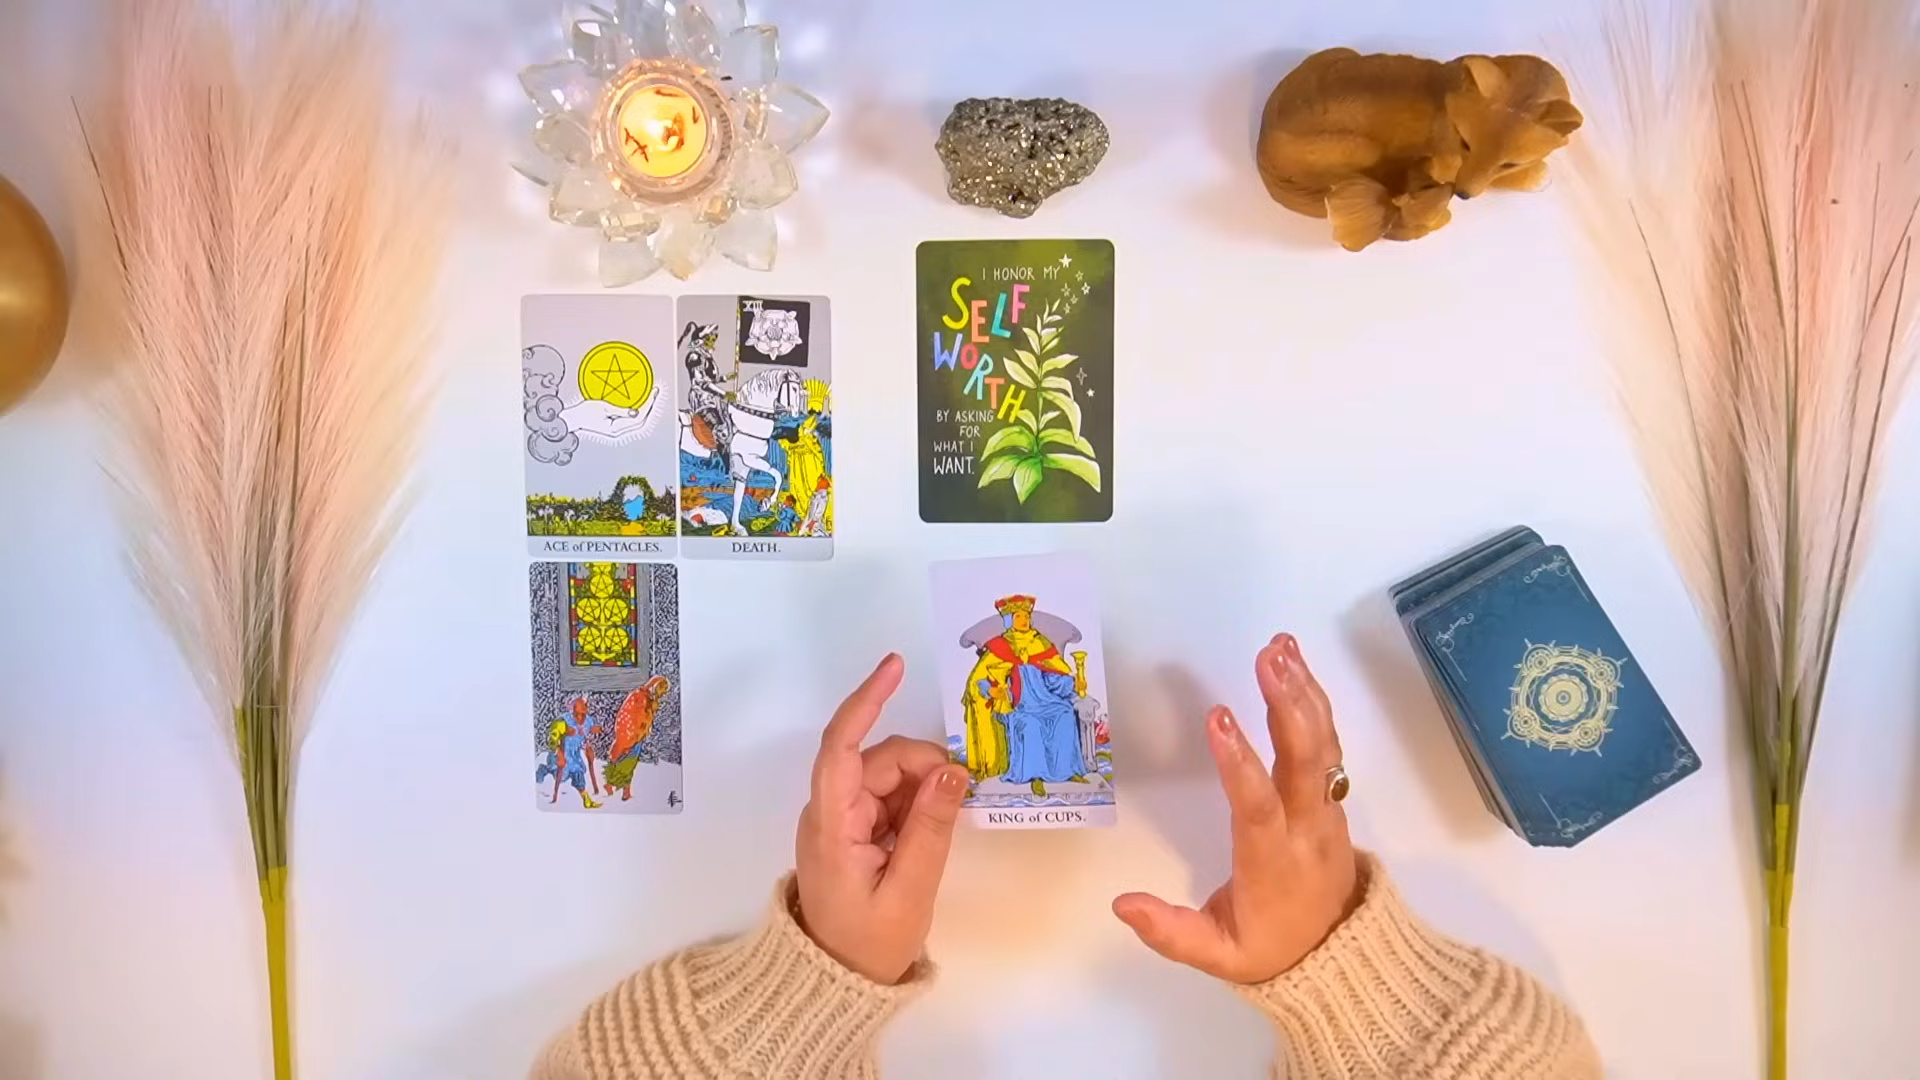 XIII
ACE of PENTACLES.
DEATH.
I HONOR MY
SELF
WORTH
BY ASKING
FOR
WHAT I
WANT.
KING of CUPS.